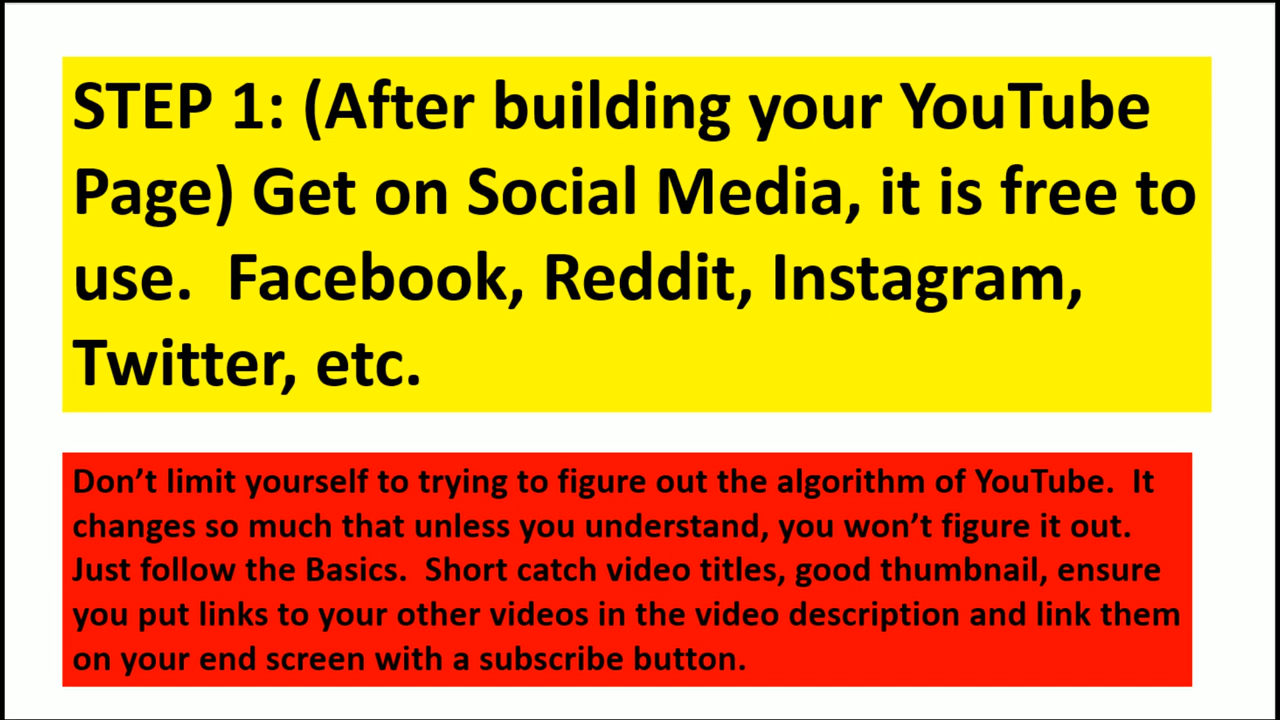 STEP 1: (After building your YouTube
Page) Get on Social Media, it is free to
use.  Facebook, Reddit, Instagram,
Twitter, etc.
Don’t limit yourself to trying to figure out the algorithm of YouTube.  It
changes so much that unless you understand, you won’t figure it out.
Just follow the Basics.  Short catch video titles, good thumbnail, ensure
you put links to your other videos in the video description and link them
on your end screen with a subscribe button.